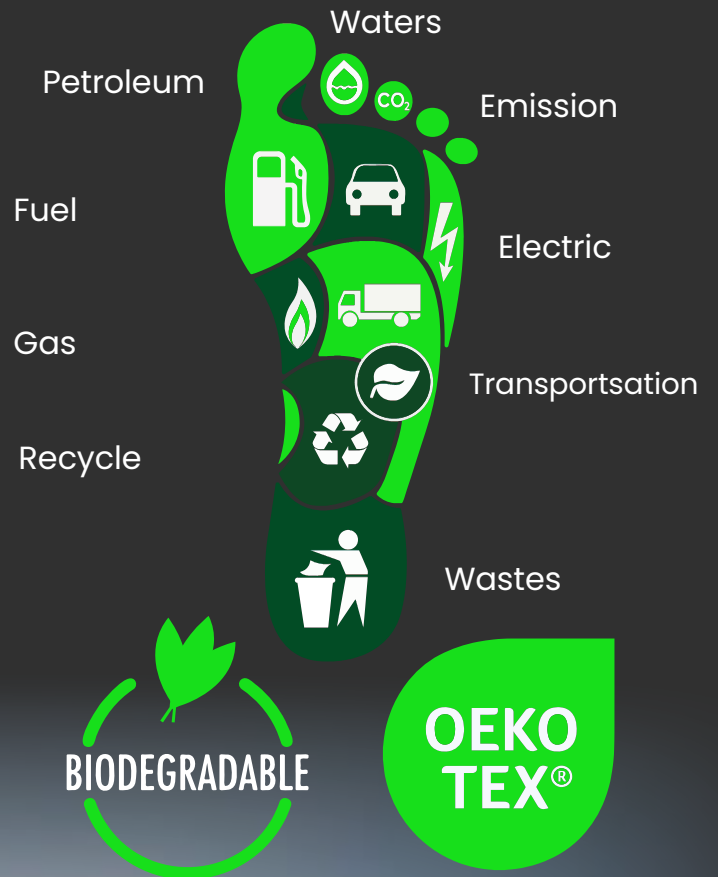 Waters
Petroleum
CO₂
Emission
Fuel
Electric
Gas
Transportsation
Recycle
Wastes
BIODEGRADABLE
OEKO
TEX®